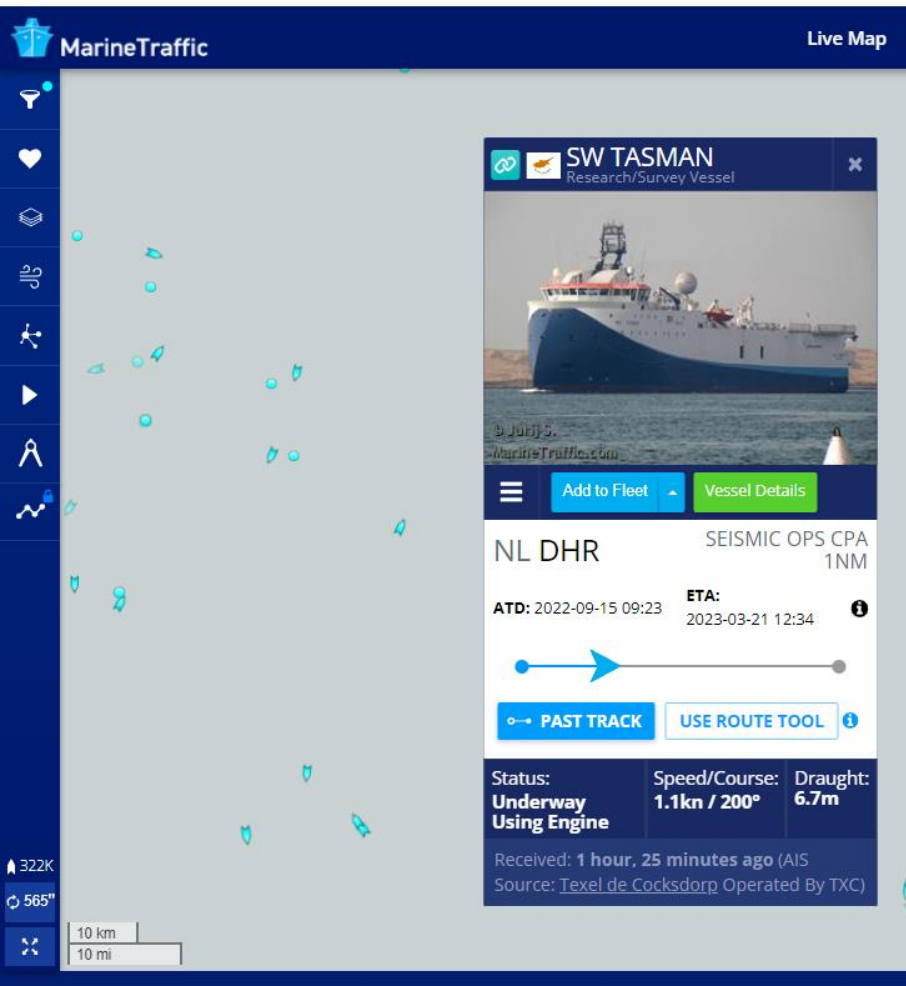 MarineTraffic
Live Map
SW TASMAN
Research/Survey Vessel
© Jurij S.
MarineTraffic.com
Add to Fleet
Vessel Details
NL DHR
SEISMIC OPS CPA
1NM
ATD: 2022-09-15 09:23
ETA:
2023-03-21 12:34
PAST TRACK
USE ROUTE TOOL
Status:
Underway
Using Engine
Speed/Course:
1.1kn / 200°
Draught:
6.7m
Received: 1 hour, 25 minutes ago (AIS
Source: Texel de Cocksdorp Operated By TXC)
322K
565"
10 km
10 mi